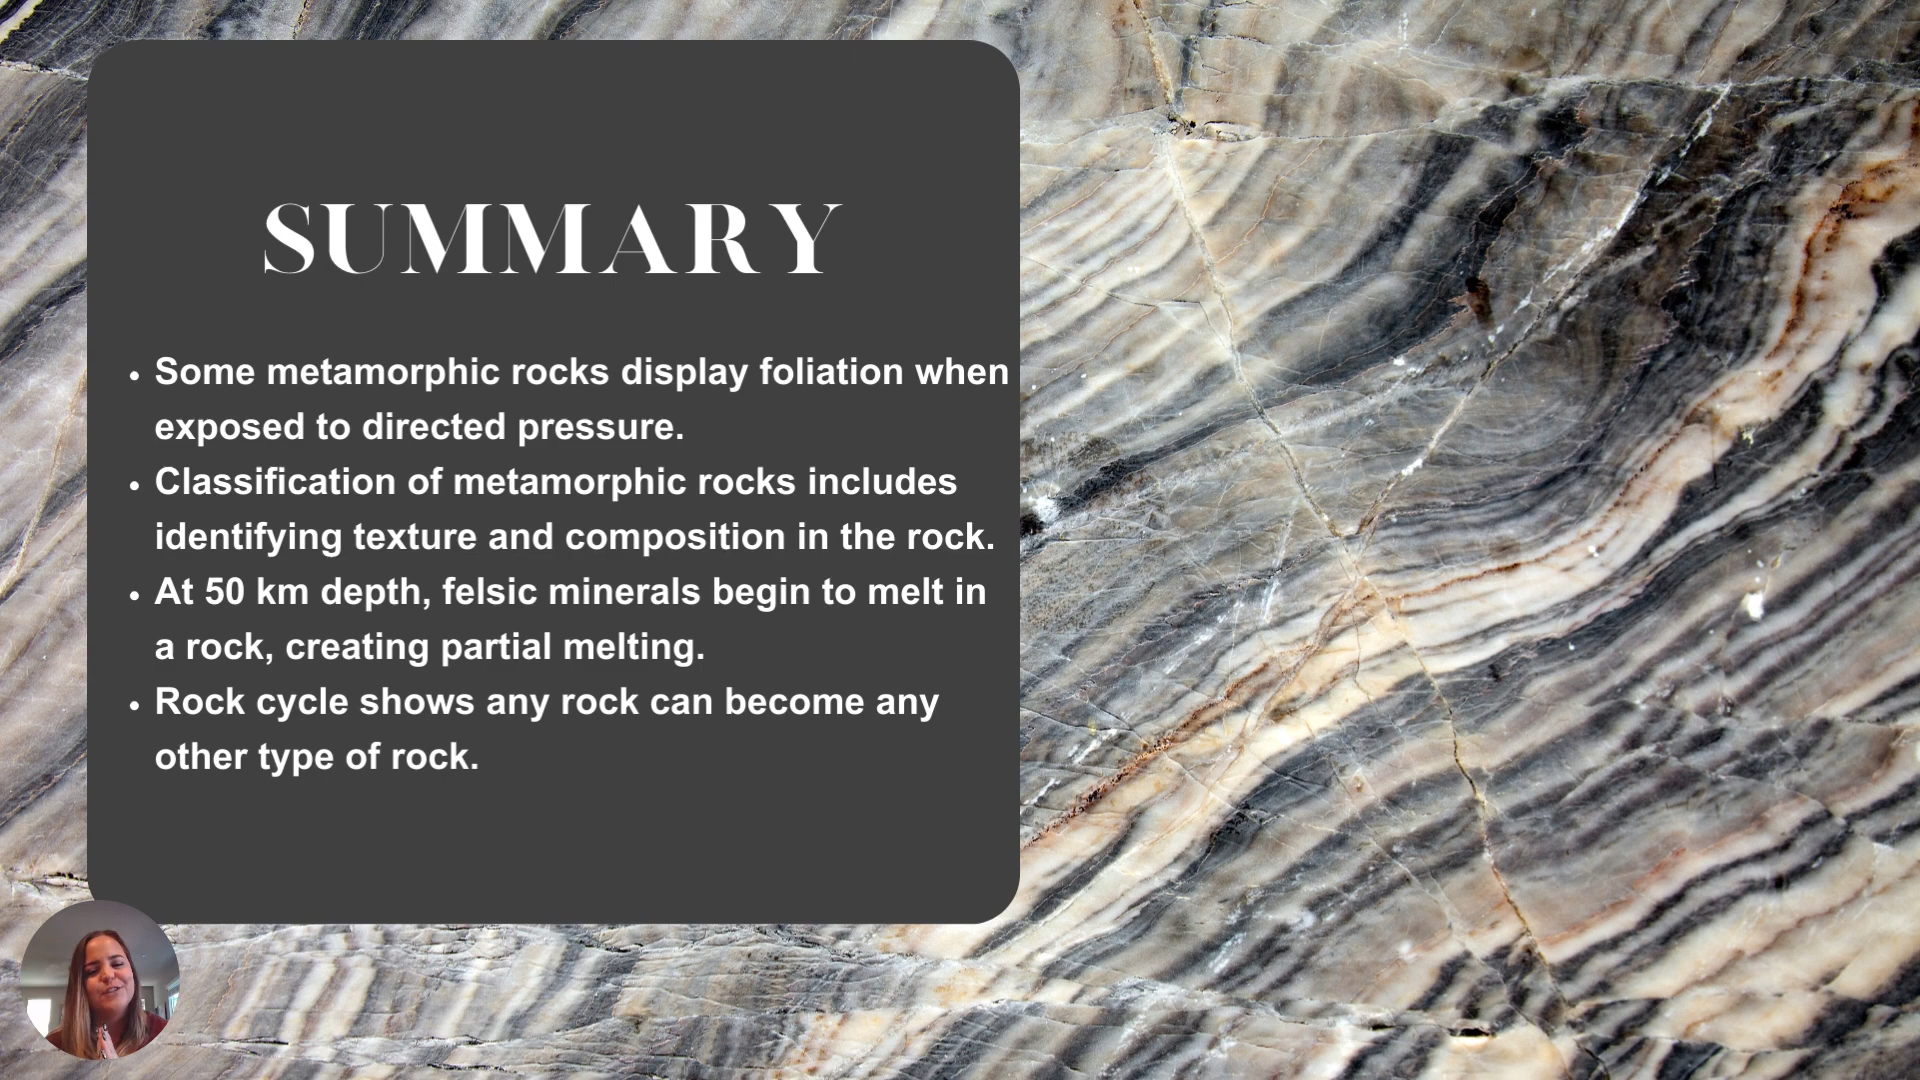 SUMMARY
• Some metamorphic rocks display foliation when
exposed to directed pressure.
• Classification of metamorphic rocks includes
identifying texture and composition in the rock.
• At 50 km depth, felsic minerals begin to melt in
a rock, creating partial melting.
• Rock cycle shows any rock can become any
other type of rock.